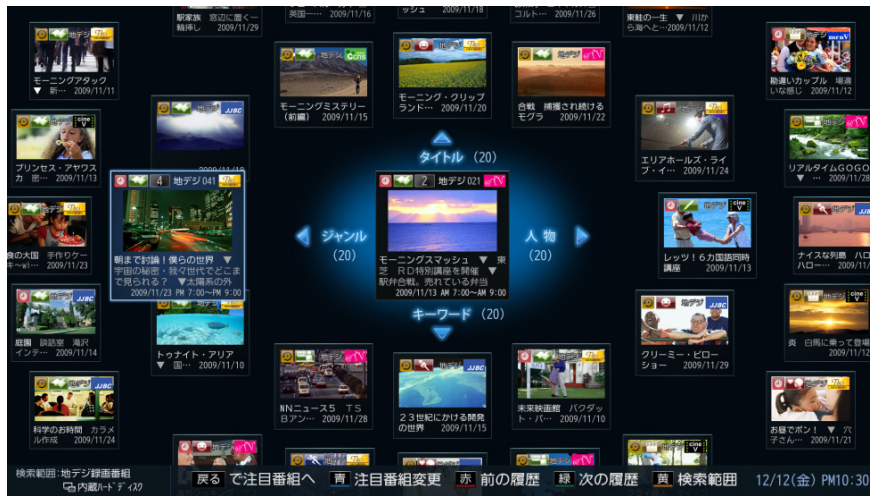 駅家族 窓辺に置く一
輪挿し 2009/11/29
英国… 2009/11/16
ッシュ 2009/11/18
コルト… 2009/11/26
東鮭の一生 ▼ 川か
ら海へと…2009/11/12
モーニングアタック
▼ 新… 2009/11/11
モーニングミステリー
(前編) 2009/11/15
モーニング・クリップ
ランド… 2009/11/20
合戦 捕獲され続ける
モグラ 2009/11/22
勘違いカップル 場違
いな感じ 2009/11/12
プリンセス・アヤワス
カ 密… 2009/11/13
タイトル (20)
エリアホールズ・ライ
ブ・イ… 2009/11/24
リアルタイムGOGO
▼ … 2009/11/28
4 地デジ041
朝まで討論!僕らの世界 ▼
宇宙の秘密・我々世代でどこま
で見られる? ▼太陽系の外
2009/11/23 PM 7:00~PM 9:00
ジャンル
(20)
2 地デジ021
モーニングスマッシュ ▼ 東
芝 RD特別講座を開催 ▼
駅弁合戦。売れている弁当
2009/11/13 AM 7:00~AM 9:00
人物
(20)
キーワード (20)
食の大国 手作りケー
キ~wi… 2009/11/23
レッツ!6カ国語同時
講座 2009/11/13
ナイスな列島 ハロ
ハロー… 2009/11
庭園 談話室 滝沢
インテ… 2009/11/14
トゥナイト・アリア
▼ 国… 2009/11/10
クリーミー・ピロー
ショー 2009/11/29
炎 白馬に乗って登場
2009/11/12
NNニュース5 TS
Bアン… 2009/11/28
23世紀にかける開発
の世界 2009/11/15
未来映画館 バグダッ
ト・パ… 2009/11/10
科学のお時間 カラメ
ル作成 2009/11/24
お昼でポン! ▼ 穴
子さん… 2009/11/21
検索範囲:地デジ録画番組
内蔵ハードディスク
戻る で注目番組へ 青 注目番組変更 赤 前の履歴 緑 次の履歴 黄 検索範囲
12/12(金) PM10:30